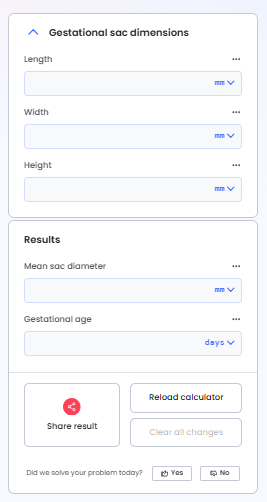 Gestational sac dimensions
Length
mm
Width
mm
Height
mm
Results
Mean sac diameter
mm
Gestational age
days
Share result
Reload calculator
Clear all changes
Did we solve your problem today?
Yes
No